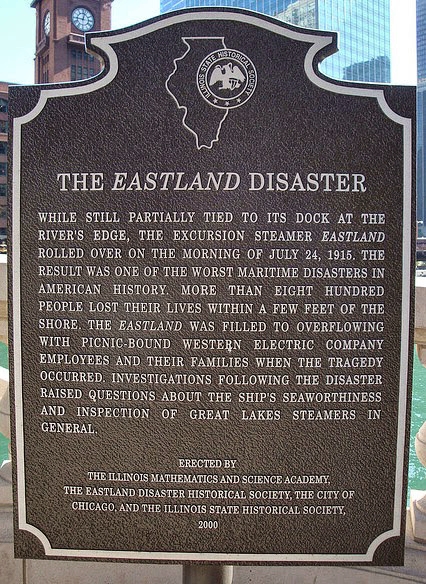 ILLINOIS STATE HISTORICAL SOCIETY
THE EASTLAND DISASTER
WHILE STILL PARTIALLY TIED TO ITS DOCK AT THE
RIVER'S EDGE, THE EXCURSION STEAMER EASTLAND
ROLLED OVER ON THE MORNING OF JULY 24, 1915. THE
RESULT WAS ONE OF THE WORST MARITIME DISASTERS IN
AMERICAN HISTORY. MORE THAN EIGHT HUNDRED
PEOPLE LOST THEIR LIVES WITHIN A FEW FEET OF THE
SHORE. THE EASTLAND WAS FILLED TO OVERFLOWING
WITH PICNIC-BOUND WESTERN ELECTRIC COMPANY
EMPLOYEES AND THEIR FAMILIES WHEN THE TRAGEDY
OCCURRED. INVESTIGATIONS FOLLOWING THE DISASTER
RAISED QUESTIONS ABOUT THE SHIP'S SEAWORTHINESS
AND INSPECTION OF GREAT LAKES STEAMERS IN
GENERAL.
ERECTED BY
THE ILLINOIS MATHEMATICS AND SCIENCE ACADEMY,
THE EASTLAND DISASTER HISTORICAL SOCIETY, THE CITY OF
CHICAGO, AND THE ILLINOIS STATE HISTORICAL SOCIETY,
2000